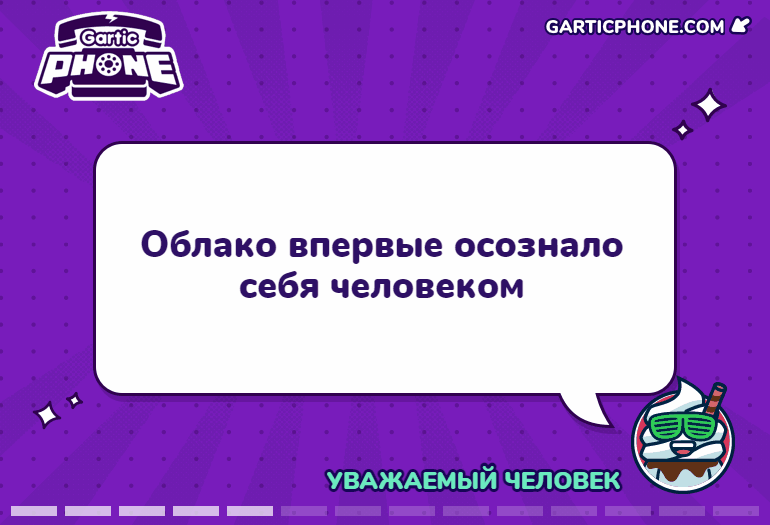 Gartic
PHONE
GARTICPHONE.COM
Облако впервые осознало
себя человеком
УВАЖАЕМЫЙ ЧЕЛОВЕК